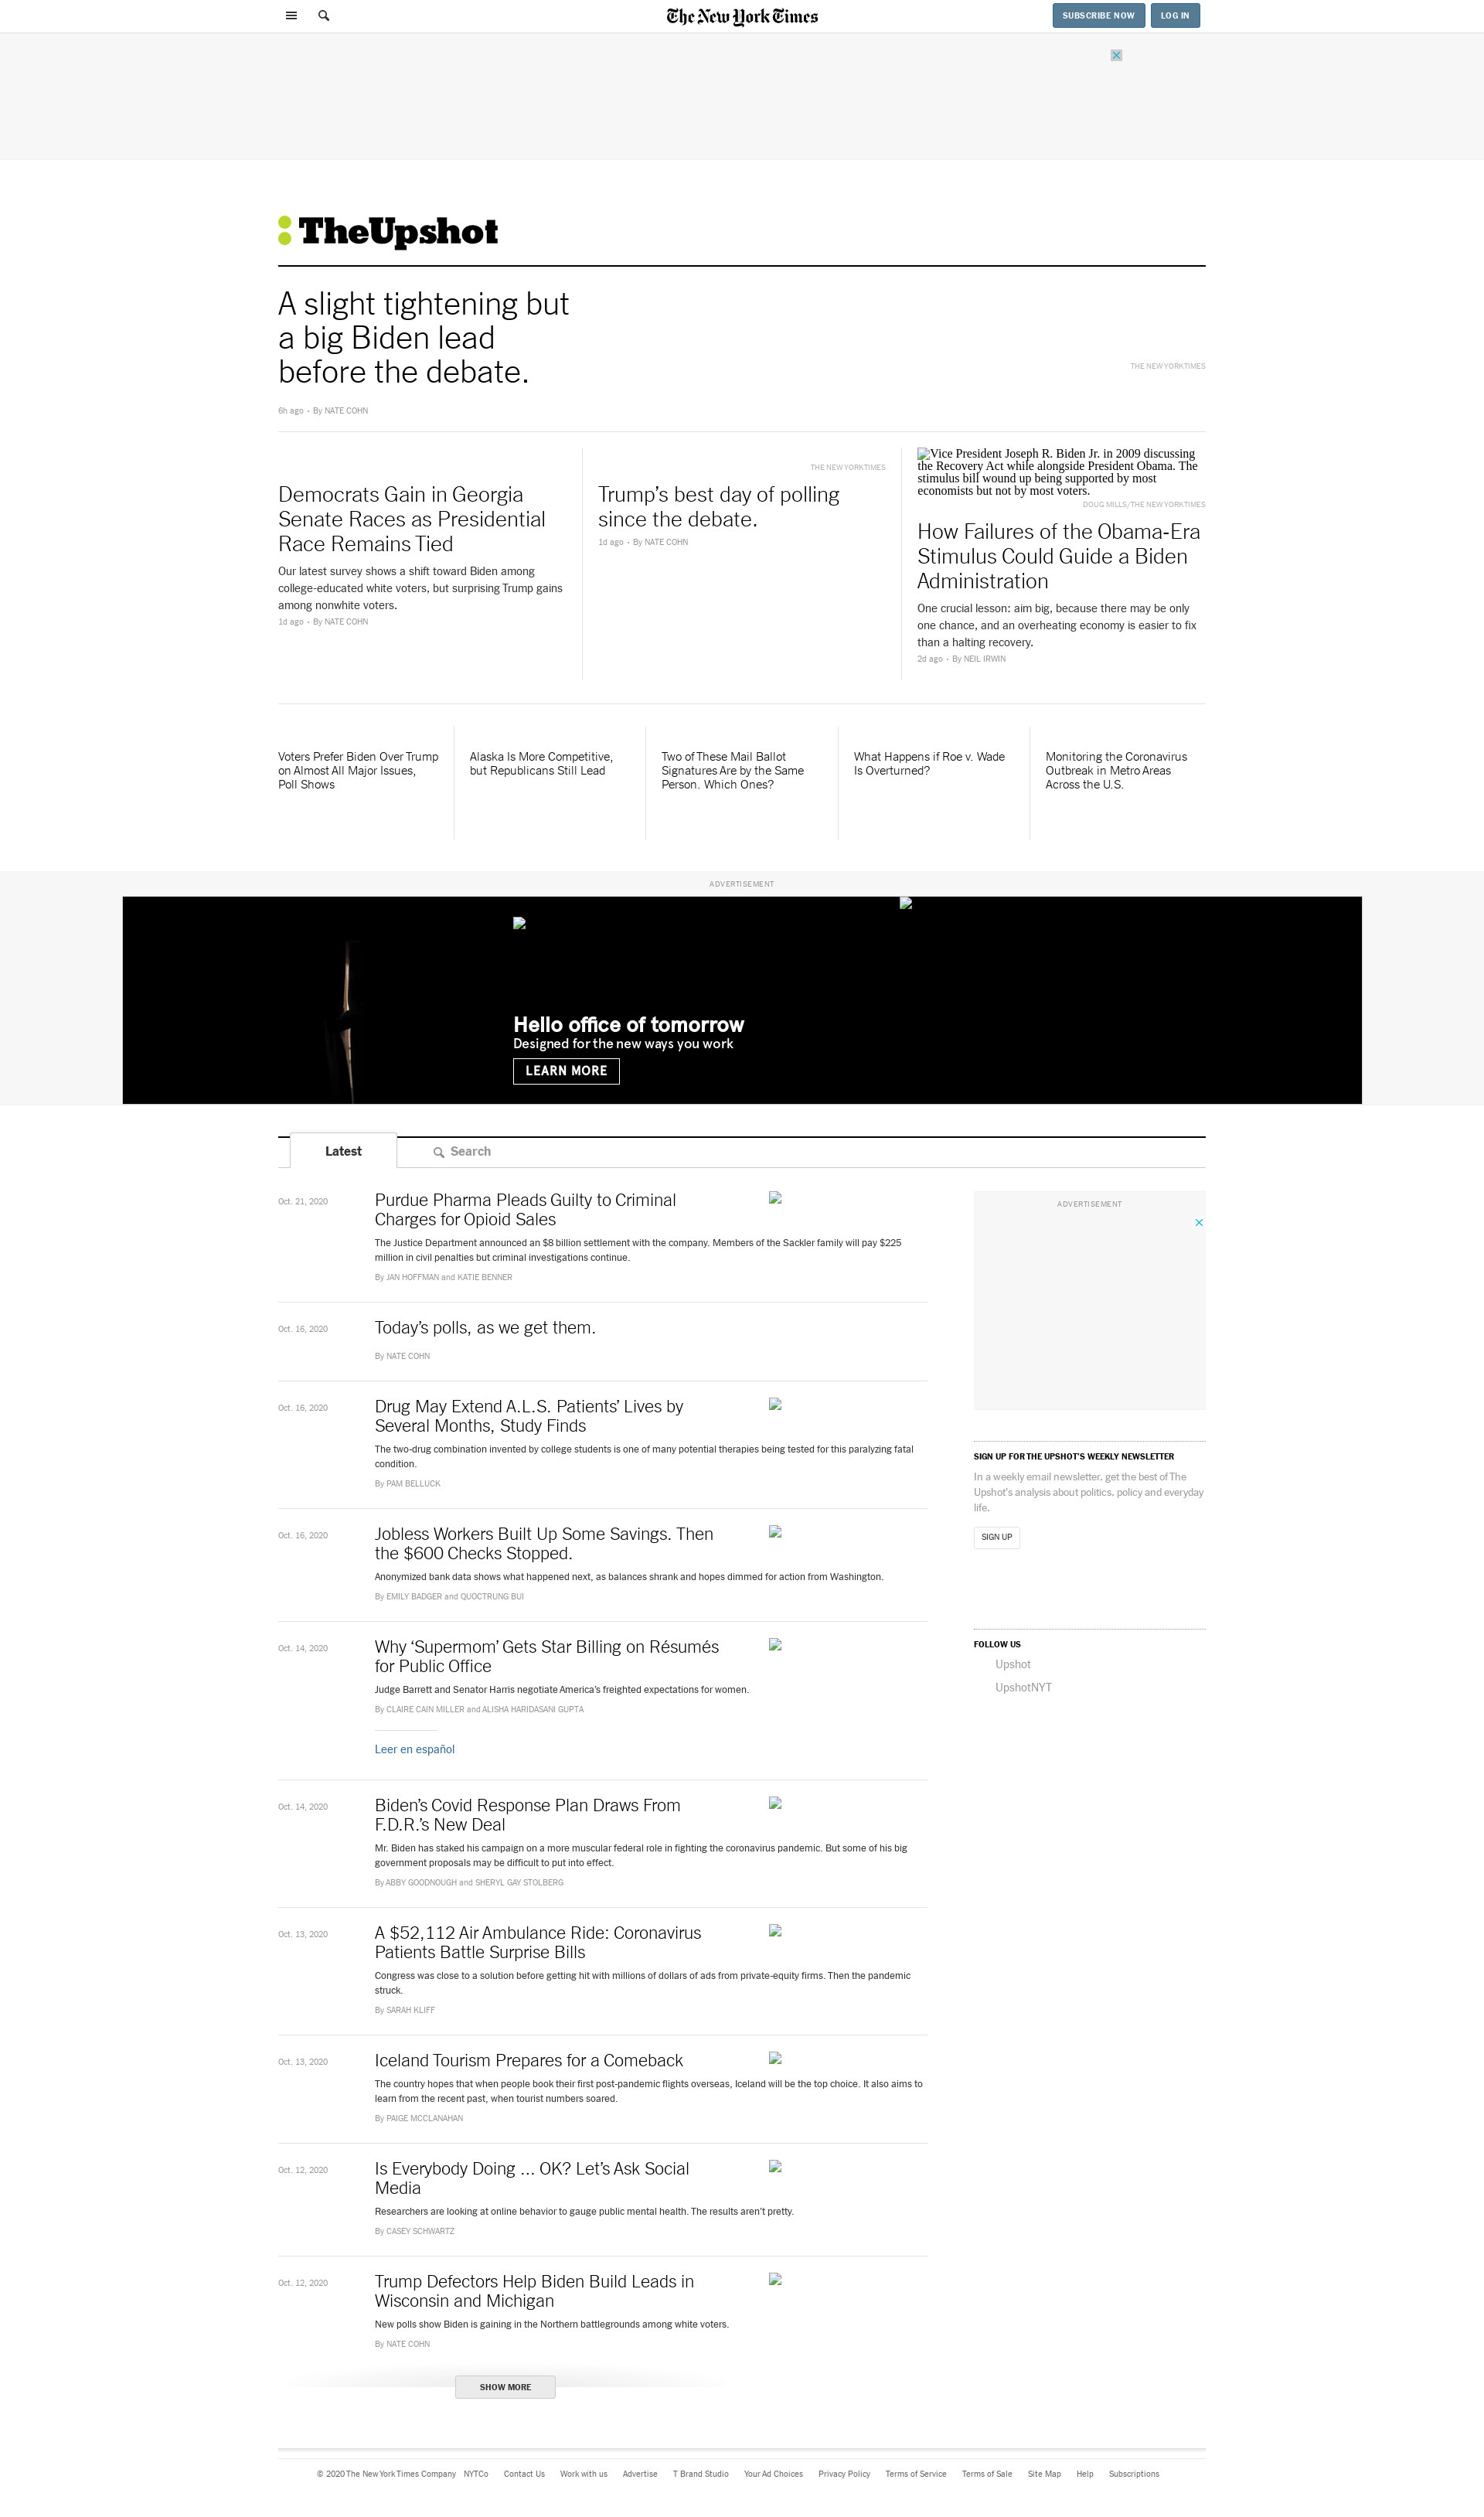 The New York Times
SUBSCRIBE NOW
LOG IN
TheUpshot
A slight tightening but
a big Biden lead
before the debate.
THE NEW YORK TIMES
6h ago • By NATE COHN
Democrats Gain in Georgia
Senate Races as Presidential
Race Remains Tied
Our latest survey shows a shift toward Biden among
college-educated white voters, but surprising Trump gains
among nonwhite voters.
1d ago • By NATE COHN
THE NEW YORK TIMES
Trump’s best day of polling
since the debate.
1d ago • By NATE COHN
Vice President Joseph R. Biden Jr. in 2009 discussing
the Recovery Act while alongside President Obama. The
stimulus bill wound up being supported by most
economists but not by most voters.
DOUG MILLS/THE NEW YORK TIMES
How Failures of the Obama-Era
Stimulus Could Guide a Biden
Administration
One crucial lesson: aim big, because there may be only
one chance, and an overheating economy is easier to fix
than a halting recovery.
2d ago • By NEIL IRWIN
Voters Prefer Biden Over Trump
on Almost All Major Issues,
Poll Shows
Alaska Is More Competitive,
but Republicans Still Lead
Two of These Mail Ballot
Signatures Are by the Same
Person. Which Ones?
What Happens if Roe v. Wade
Is Overturned?
Monitoring the Coronavirus
Outbreak in Metro Areas
Across the U.S.
ADVERTISEMENT
Hello office of tomorrow
Designed for the new ways you work
LEARN MORE
Latest
Search
Oct. 21, 2020
Purdue Pharma Pleads Guilty to Criminal
Charges for Opioid Sales
The Justice Department announced an $8 billion settlement with the company. Members of the Sackler family will pay $225
million in civil penalties but criminal investigations continue.
By JAN HOFFMAN and KATIE BENNER
Oct. 16, 2020
Today’s polls, as we get them.
By NATE COHN
Oct. 16, 2020
Drug May Extend A.L.S. Patients’ Lives by
Several Months, Study Finds
The two-drug combination invented by college students is one of many potential therapies being tested for this paralyzing fatal
condition.
By PAM BELLUCK
Oct. 16, 2020
Jobless Workers Built Up Some Savings. Then
the $600 Checks Stopped.
Anonymized bank data shows what happened next, as balances shrank and hopes dimmed for action from Washington.
By EMILY BADGER and QUOCTRUNG BUI
Oct. 14, 2020
Why ‘Supermom’ Gets Star Billing on Résumés
for Public Office
Judge Barrett and Senator Harris negotiate America’s freighted expectations for women.
By CLAIRE CAIN MILLER and ALISHA HARIDASANI GUPTA
Leer en español
Oct. 14, 2020
Biden’s Covid Response Plan Draws From
F.D.R.’s New Deal
Mr. Biden has staked his campaign on a more muscular federal role in fighting the coronavirus pandemic. But some of his big
government proposals may be difficult to put into effect.
By ABBY GOODNOUGH and SHERYL GAY STOLBERG
Oct. 13, 2020
A $52,112 Air Ambulance Ride: Coronavirus
Patients Battle Surprise Bills
Congress was close to a solution before getting hit with millions of dollars of ads from private-equity firms. Then the pandemic
struck.
By SARAH KLIFF
Oct. 13, 2020
Iceland Tourism Prepares for a Comeback
The country hopes that when people book their first post-pandemic flights overseas, Iceland will be the top choice. It also aims to
learn from the recent past, when tourist numbers soared.
By PAIGE MCCLANAHAN
Oct. 12, 2020
Is Everybody Doing ... OK? Let’s Ask Social
Media
Researchers are looking at online behavior to gauge public mental health. The results aren’t pretty.
By CASEY SCHWARTZ
Oct. 12, 2020
Trump Defectors Help Biden Build Leads in
Wisconsin and Michigan
New polls show Biden is gaining in the Northern battlegrounds among white voters.
By NATE COHN
SHOW MORE
ADVERTISEMENT
SIGN UP FOR THE UPSHOT’S WEEKLY NEWSLETTER
In a weekly email newsletter, get the best of The
Upshot’s analysis about politics, policy and everyday
life.
SIGN UP
FOLLOW US
Upshot
UpshotNYT
© 2020 The New York Times Company NYTCo Contact Us Work with us Advertise T Brand Studio Your Ad Choices Privacy Policy Terms of Service Terms of Sale Site Map Help Subscriptions